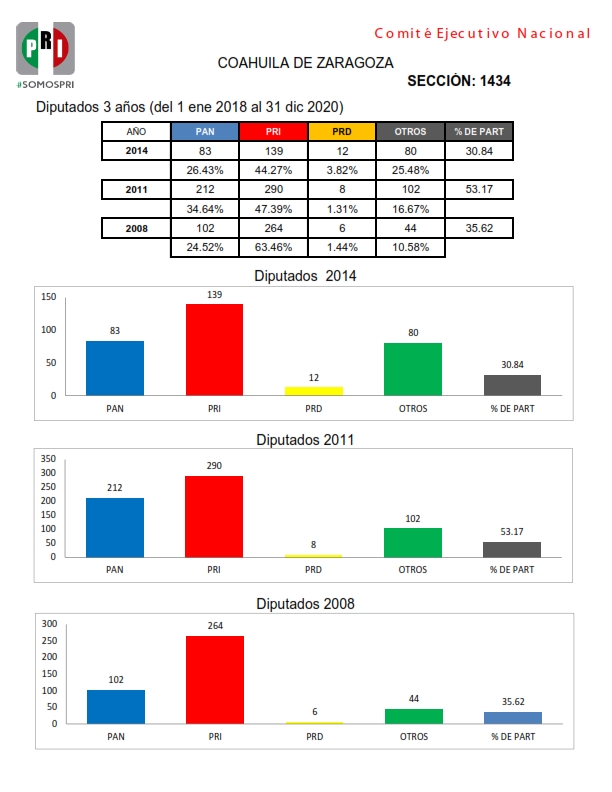 Comité Ejecutivo Nacional
PRI
#SOMOSPRI
COAHUILA DE ZARAGOZA
SECCIÓN: 1434
Diputados 3 años (del 1 ene 2018 al 31 dic 2020)
AÑO PAN PRI PRD OTROS % DE PART
2014 83 139 12 80 30.84
26.43% 44.27% 3.82% 25.48%
2011 212 290 8 102 53.17
34.64% 47.39% 1.31% 16.67%
2008 102 264 6 44 35.62
24.52% 63.46% 1.44% 10.58%
Diputados 2014
150
100
50
0
83 139 12 80 30.84
PAN PRI PRD OTROS % DE PART
Diputados 2011
350
300
250
200
150
100
50
0
212 290 8 102 53.17
PAN PRI PRD OTROS % DE PART
Diputados 2008
300
250
200
150
100
50
0
102 264 6 44 35.62
PAN PRI PRD OTROS % DE PART